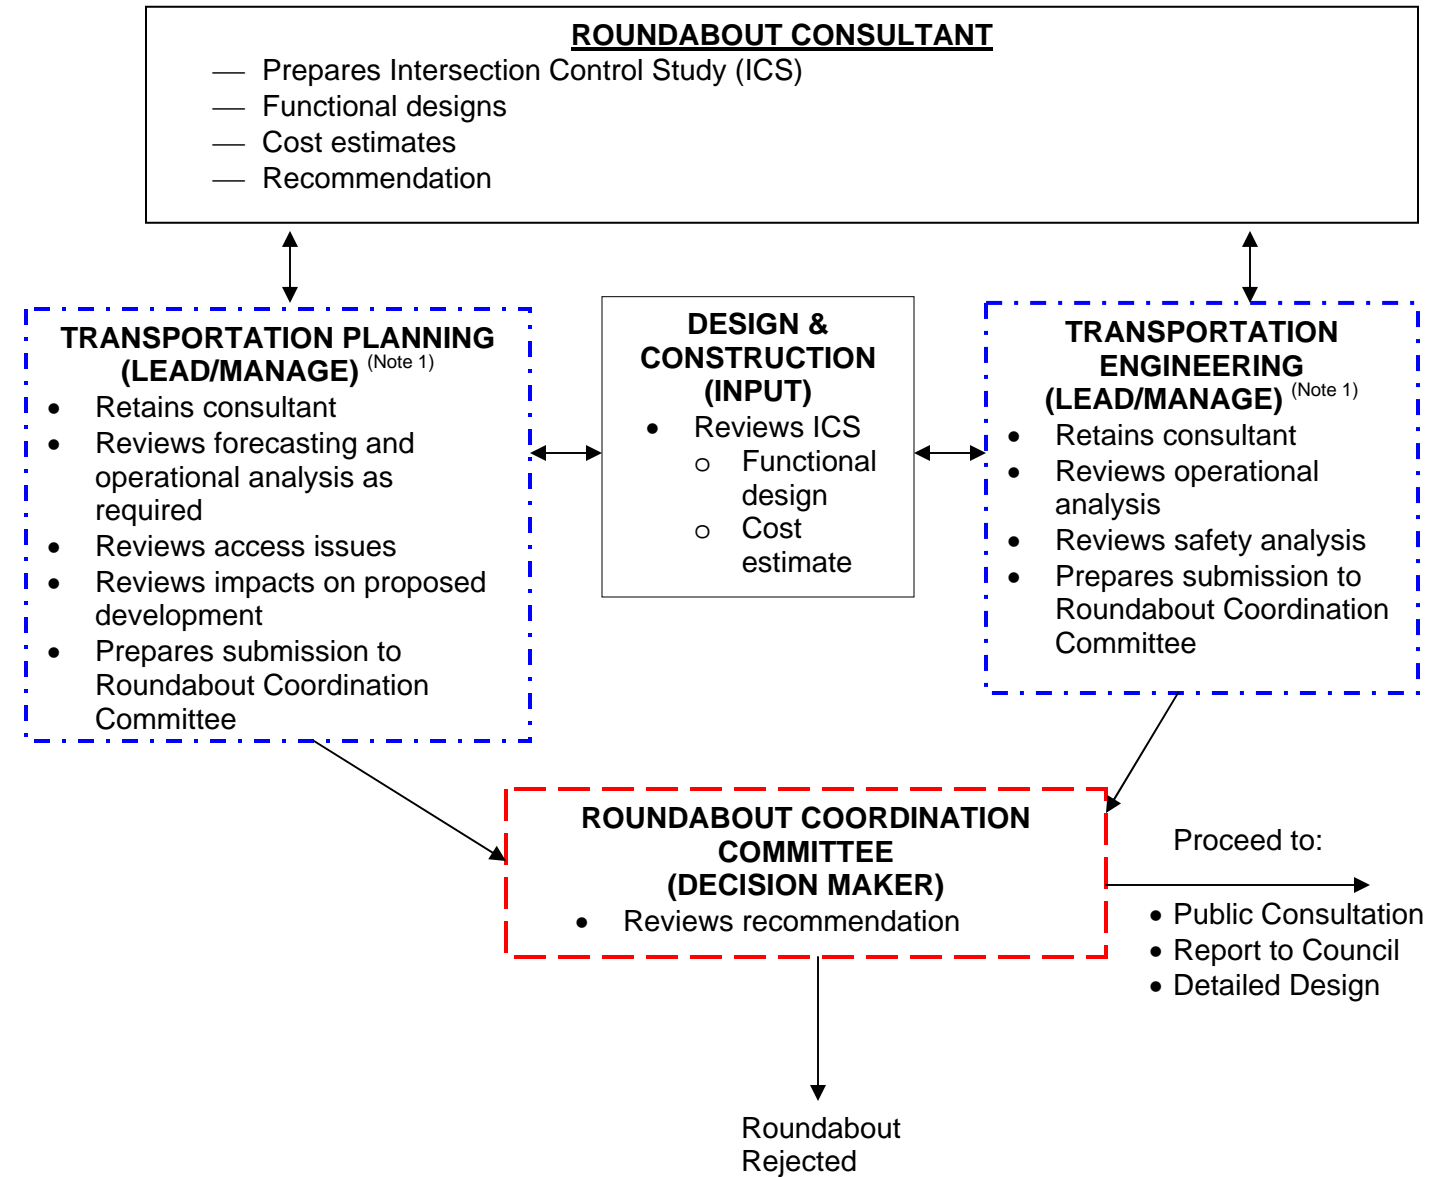 ROUNDABOUT CONSULTANT
— Prepares Intersection Control Study (ICS)
— Functional designs
— Cost estimates
— Recommendation
TRANSPORTATION PLANNING
(LEAD/MANAGE) (Note 1)
• Retains consultant
• Reviews forecasting and
operational analysis as
required
• Reviews access issues
• Reviews impacts on proposed
development
• Prepares submission to
Roundabout Coordination
Committee
DESIGN &
CONSTRUCTION
(INPUT)
• Reviews ICS
o Functional
design
o Cost
estimate
TRANSPORTATION
ENGINEERING
(LEAD/MANAGE) (Note 1)
• Retains consultant
• Reviews operational
analysis
• Reviews safety analysis
• Prepares submission to
Roundabout Coordination
Committee
ROUNDABOUT COORDINATION
COMMITTEE
(DECISION MAKER)
• Reviews recommendation
Proceed to:
• Public Consultation
• Report to Council
• Detailed Design
Roundabout
Rejected